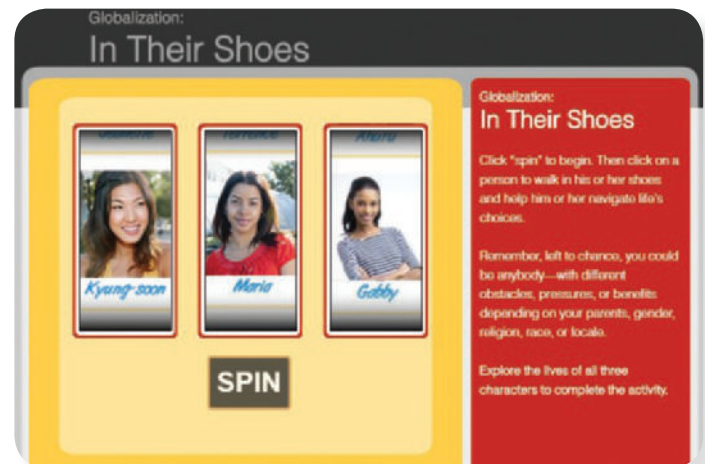 Globalization:
In Their Shoes
Kyung-soon
Maria
Gabby
SPIN
Globalization:
In Their Shoes
Click "spin" to begin. Then click on a
person to walk in his or her shoes
and help him or her navigate life's
choices.
Remember, left to chance, you could
be anybody—with different
obstacles, pressures, or benefits
depending on your parents, gender,
religion, race, or locale.
Explore the lives of all three
characters to complete the activity.